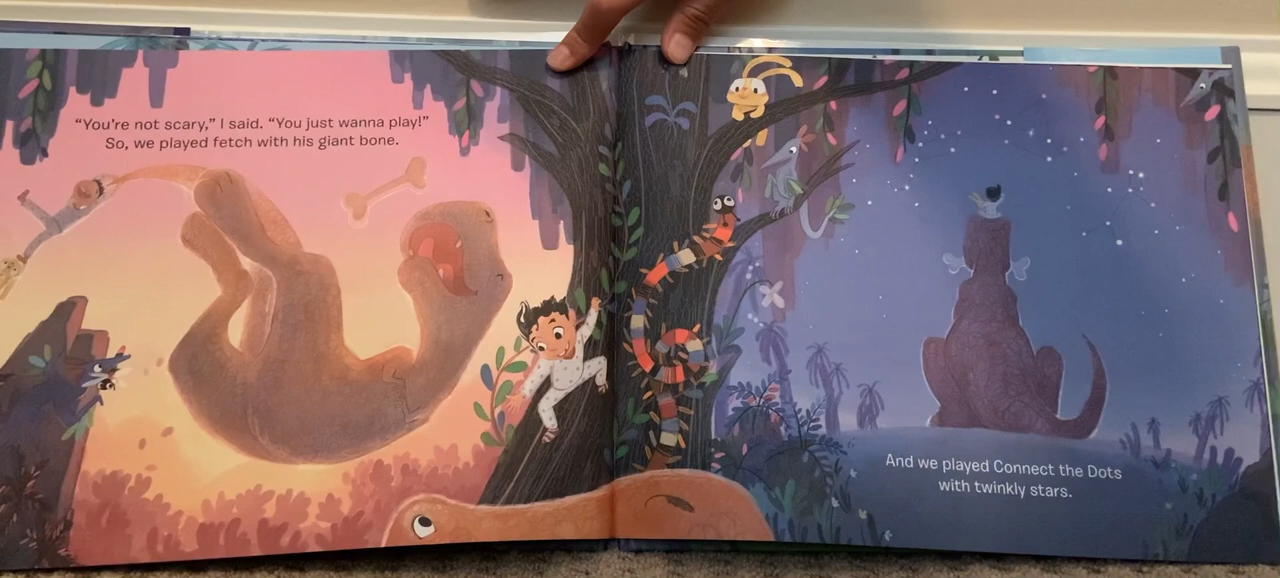 “You’re not scary,” I said. “You just wanna play!”
So, we played fetch with his giant bone.
And we played Connect the Dots
with twinkly stars.